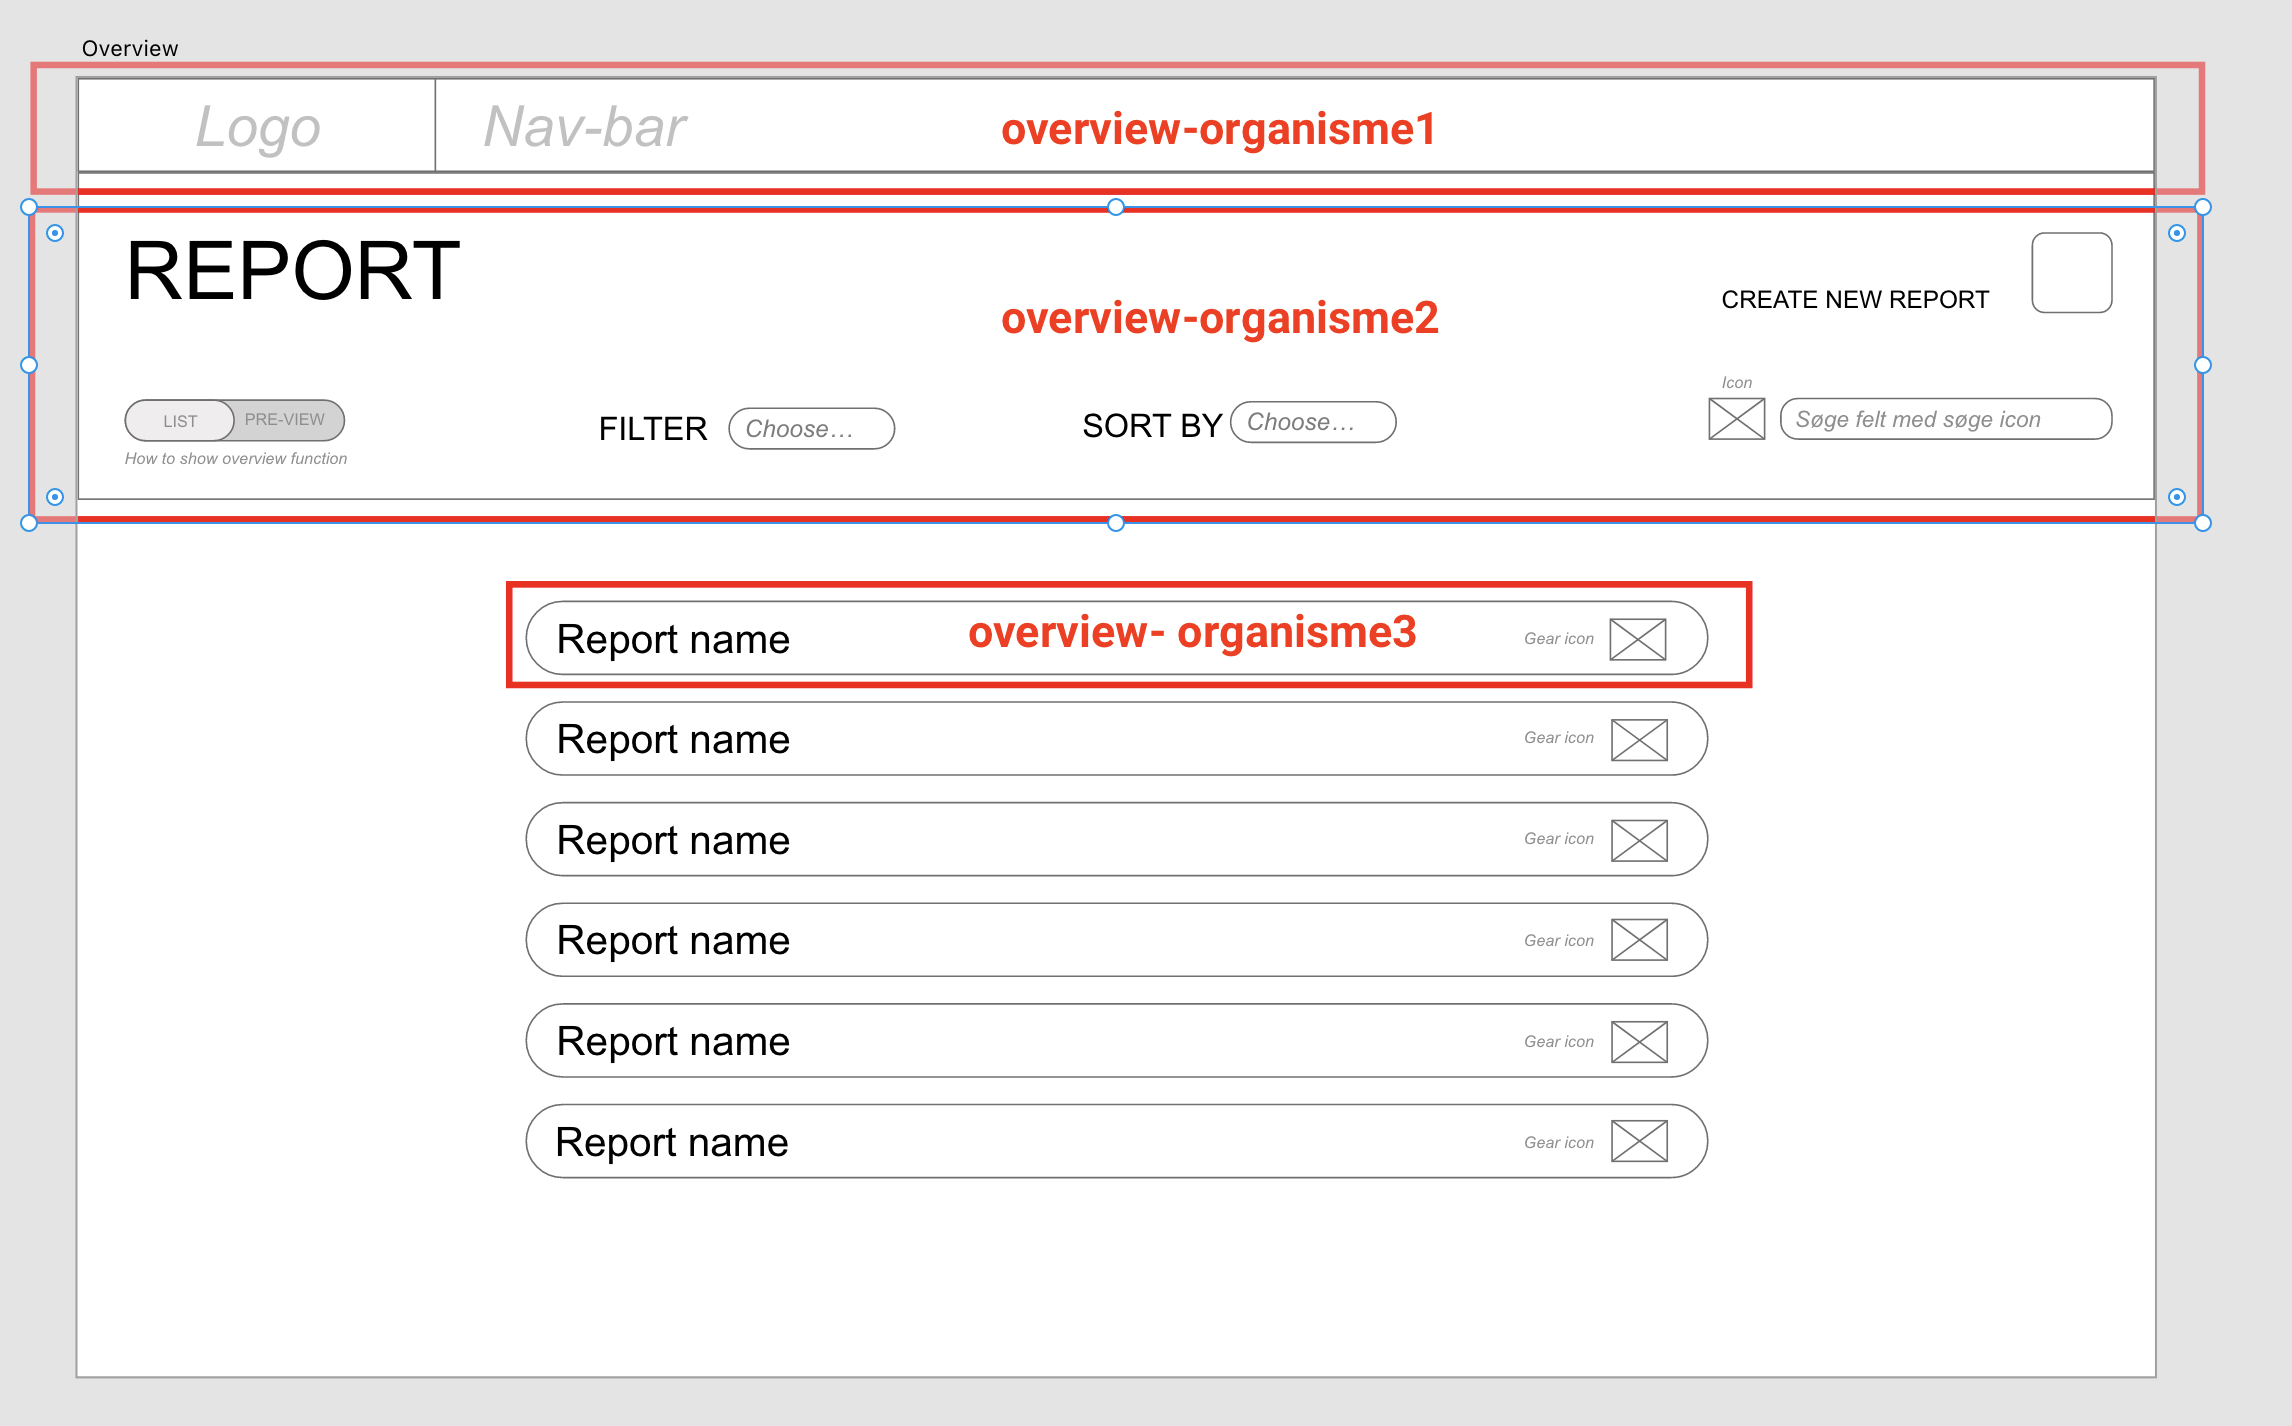 Overview
Logo
Nav-bar
overview-organisme1
REPORT
overview-organisme2
CREATE NEW REPORT
Icon
LIST
PRE-VIEW
FILTER
Choose...
SORT BY
Choose...
Søge felt med søge icon
How to show overview function
Report name
overview- organisme3
Gear icon
Report name
Gear icon
Report name
Gear icon
Report name
Gear icon
Report name
Gear icon
Report name
Gear icon